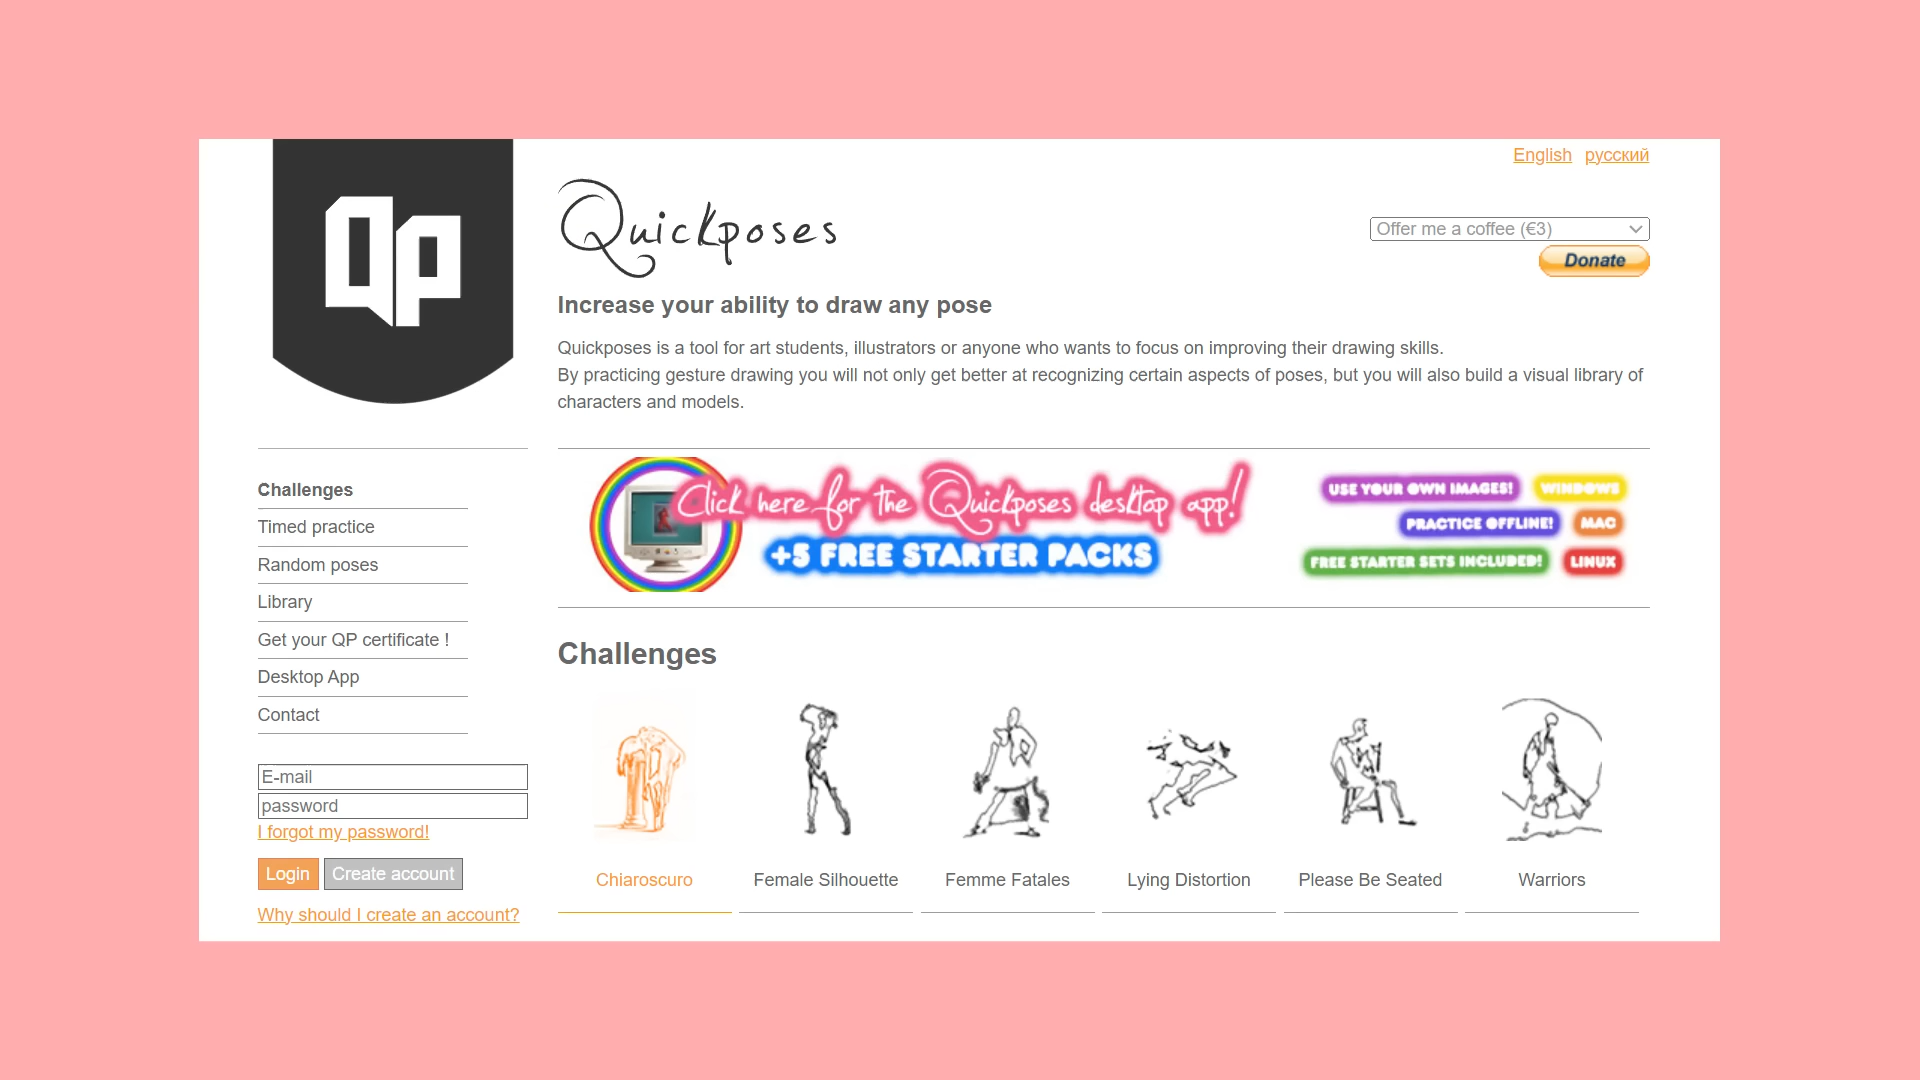 English русский
QP
Quickposes
Offer me a coffee (€3)
Donate
Increase your ability to draw any pose
Quickposes is a tool for art students, illustrators or anyone who wants to focus on improving their drawing skills.
By practicing gesture drawing you will not only get better at recognizing certain aspects of poses, but you will also build a visual library of
characters and models.
Challenges
Timed practice
Random poses
Library
Get your QP certificate !
Desktop App
Contact
E-mail
password
I forgot my password!
Login Create account
Why should I create an account?
Click here for the Quickposes desktop app!
+5 FREE STARTER PACKS
USE YOUR OWN IMAGES! WINDOWS
PRACTICE OFFLINE! MAC
FREE STARTER SETS INCLUDED! LINUX
Challenges
Chiaroscuro Female Silhouette Femme Fatales Lying Distortion Please Be Seated Warriors